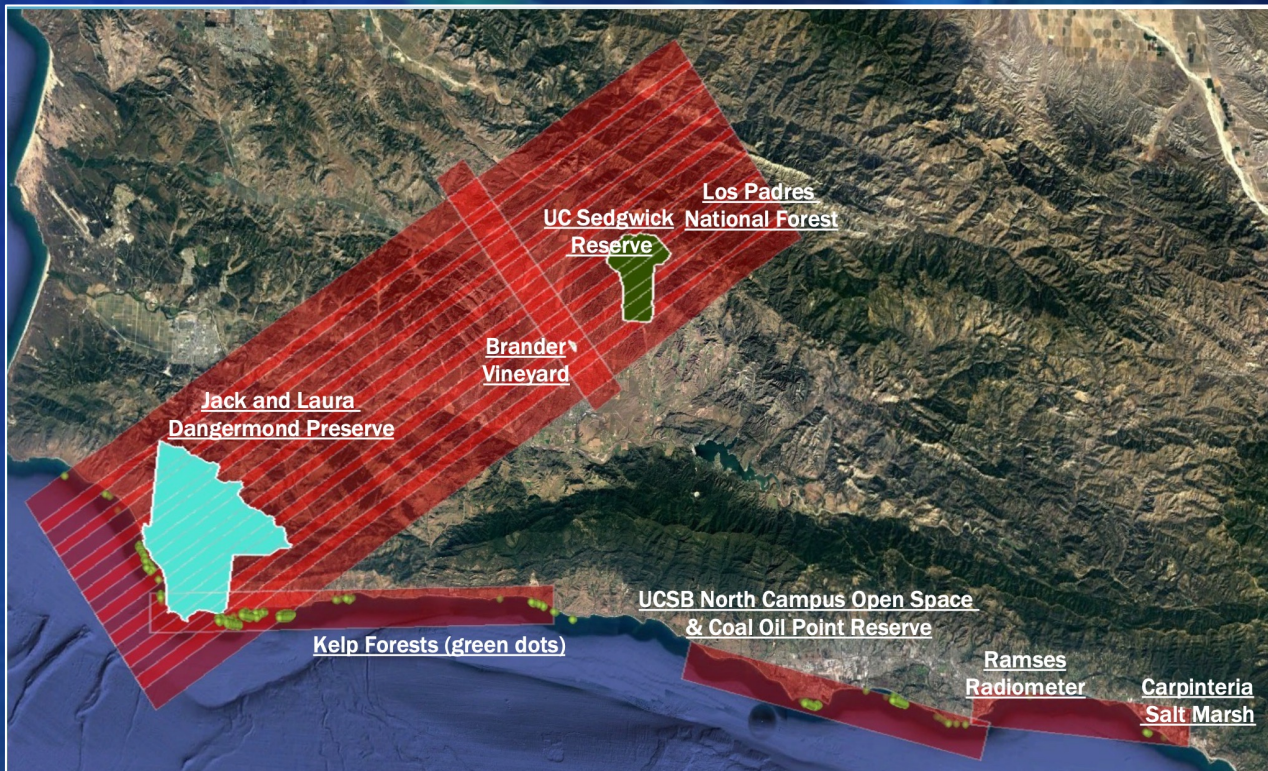 Los Padres
National Forest
UC Sedgwick
Reserve
Brander
Vineyard
Jack and Laura
Dangermond Preserve
UCSB North Campus Open Space
& Coal Oil Point Reserve
Kelp Forests (green dots)
Ramses
Radiometer
Carpinteria
Salt Marsh